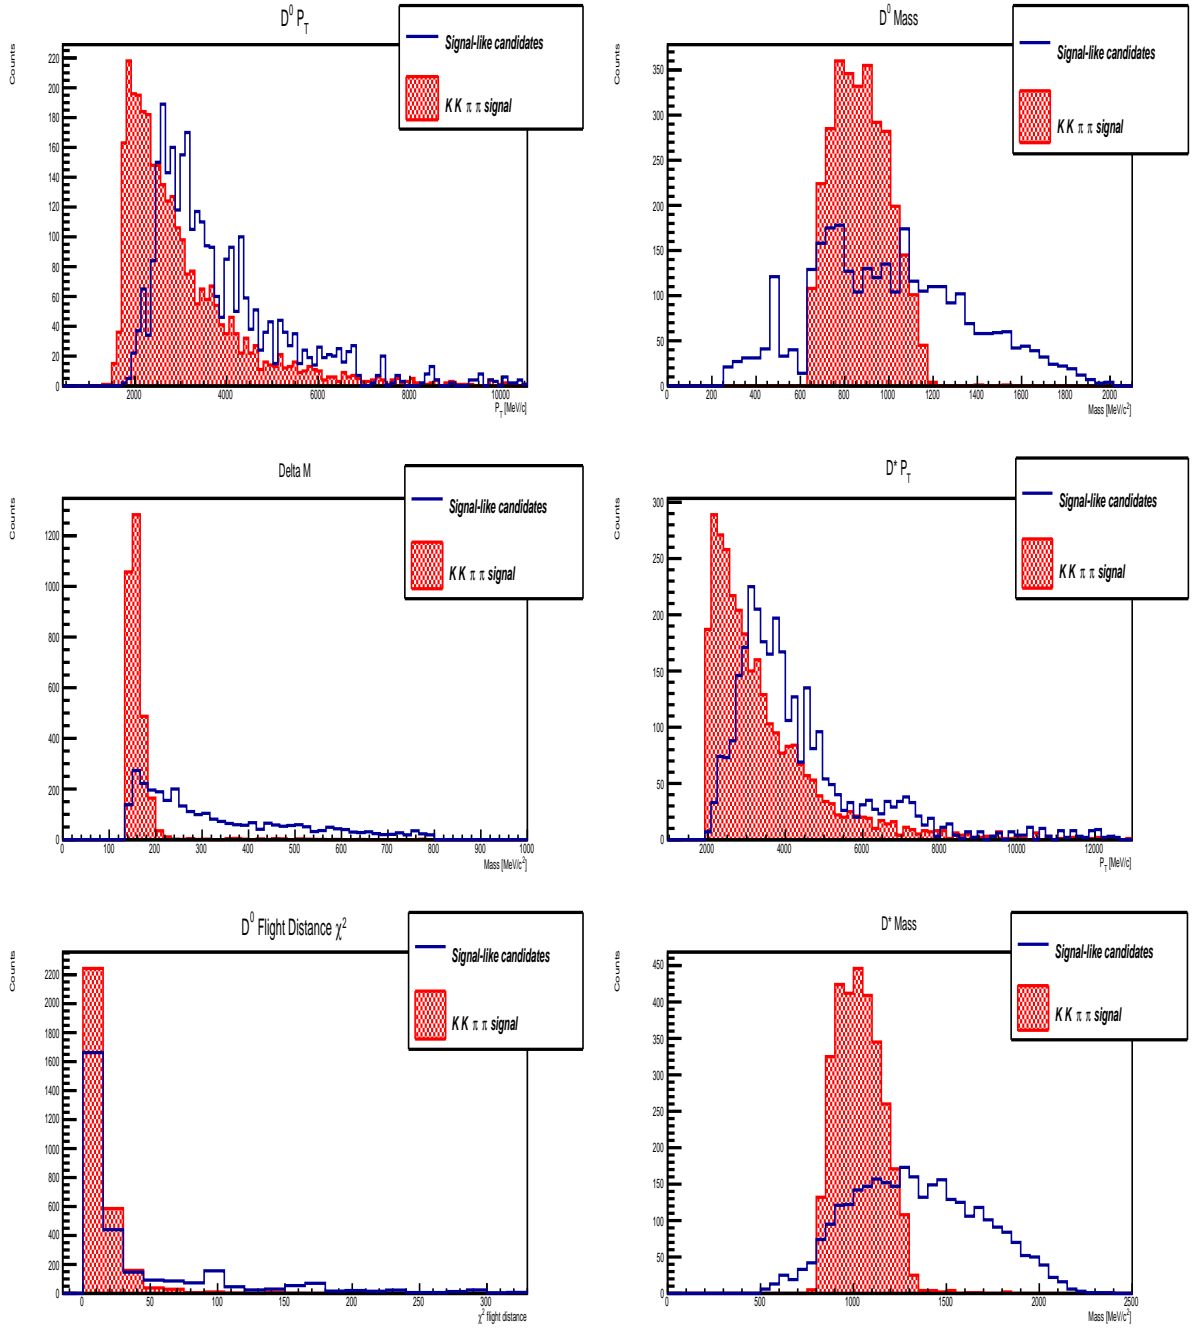 D⁰ P_T
Counts
Signal-like candidates
K K π π signal
220
200
180
160
140
120
100
80
60
40
20
0
2000 4000 6000 8000 10000
P_T [MeV/c]
D⁰ Mass
Counts
Signal-like candidates
K K π π signal
350
300
250
200
150
100
50
0
0 200 400 600 800 1000 1200 1400 1600 1800 2000
Mass [MeV/c²]
Delta M
Counts
Signal-like candidates
K K π π signal
1200
1000
800
600
400
200
0
0 100 200 300 400 500 600 700 800 900 1000
Mass [MeV/c²]
D* P_T
Counts
Signal-like candidates
K K π π signal
300
250
200
150
100
50
0
2000 4000 6000 8000 10000 12000
P_T [MeV/c]
D⁰ Flight Distance χ²
Counts
Signal-like candidates
K K π π signal
2200
2000
1800
1600
1400
1200
1000
800
600
400
200
0
0 50 100 150 200 250 300
χ² flight distance
D* Mass
Counts
Signal-like candidates
K K π π signal
450
400
350
300
250
200
150
100
50
0
0 500 1000 1500 2000 2500
Mass [MeV/c²]